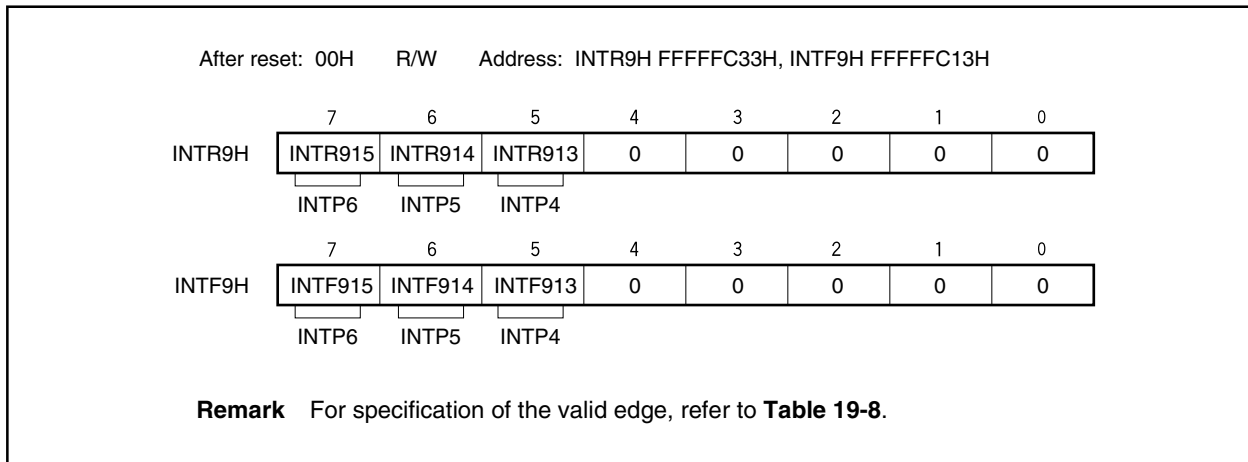 After reset: 00H R/W Address: INTR9H FFFFFC33H, INTF9H FFFFFC13H
7 6 5 4 3 2 1 0
INTR9H INTR915 INTR914 INTR913 0 0 0 0 0
INTP6 INTP5 INTP4
7 6 5 4 3 2 1 0
INTF9H INTF915 INTF914 INTF913 0 0 0 0 0
INTP6 INTP5 INTP4
Remark For specification of the valid edge, refer to Table 19-8.